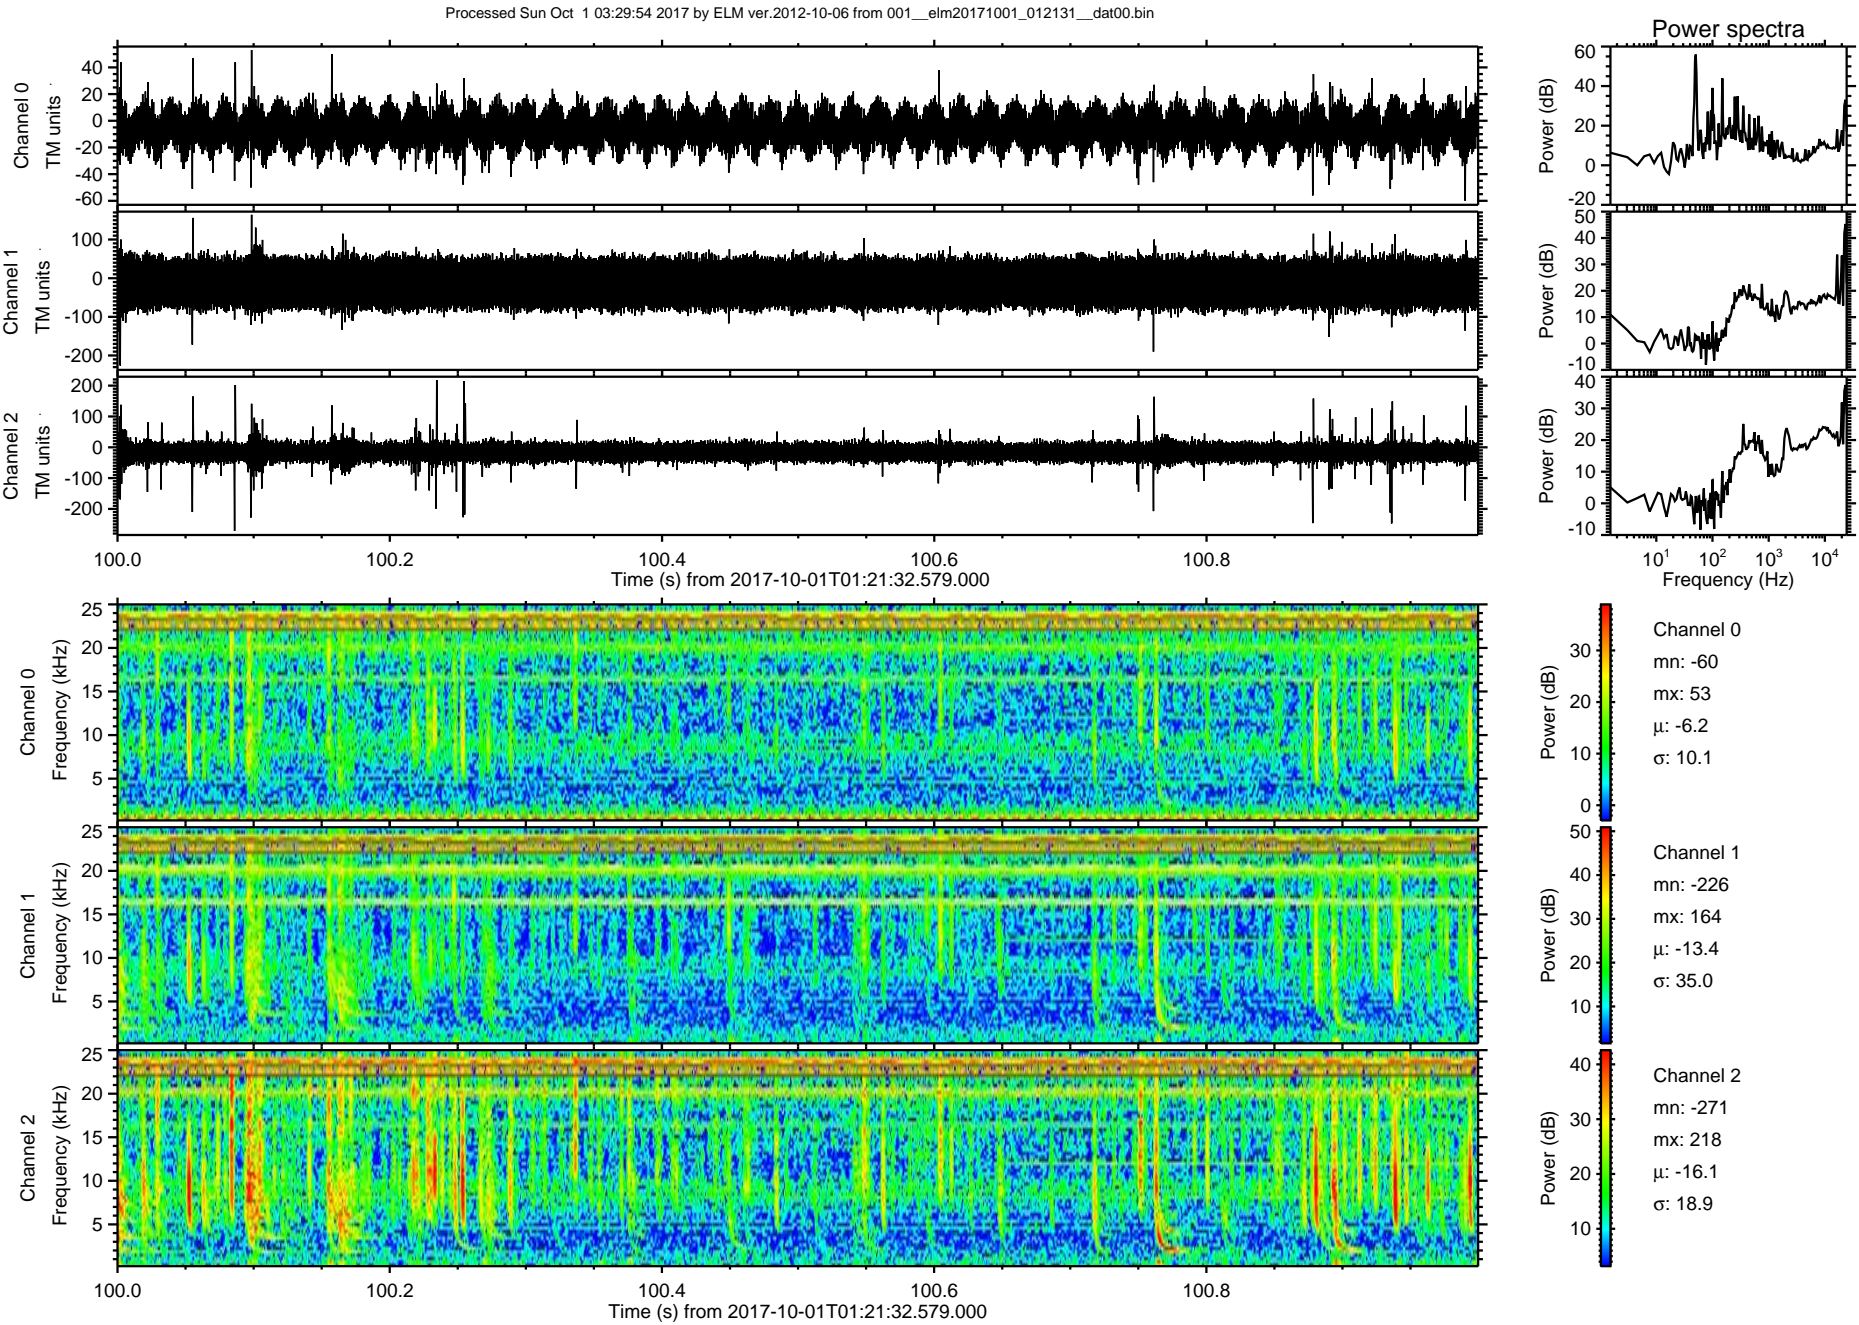 Processed Sun Oct  1 03:29:54 2017 by ELM ver.2012-10-06 from 001__elm20171001_012131__dat00.bin
Power spectra
Channel 0
TM units
40
20
0
-20
-40
-60
Power (dB)
60
40
20
0
-20
Channel 1
TM units
100
0
-100
-200
Power (dB)
50
40
30
20
10
0
-10
Channel 2
TM units
200
100
0
-100
-200
Power (dB)
40
30
20
10
0
-10
100.0 100.2 100.4 100.6 100.8
Time (s) from 2017-10-01T01:21:32.579.000
10¹ 10² 10³ 10⁴
Frequency (Hz)
Channel 0
Frequency (kHz)
25
20
15
10
5
Power (dB)
30
20
10
0
Channel 0
mn: -60
mx: 53
μ: -6.2
σ: 10.1
Channel 1
Frequency (kHz)
25
20
15
10
5
Power (dB)
50
40
30
20
10
Channel 1
mn: -226
mx: 164
μ: -13.4
σ: 35.0
Channel 2
Frequency (kHz)
25
20
15
10
5
Power (dB)
40
30
20
10
Channel 2
mn: -271
mx: 218
μ: -16.1
σ: 18.9
100.0 100.2 100.4 100.6 100.8
Time (s) from 2017-10-01T01:21:32.579.000